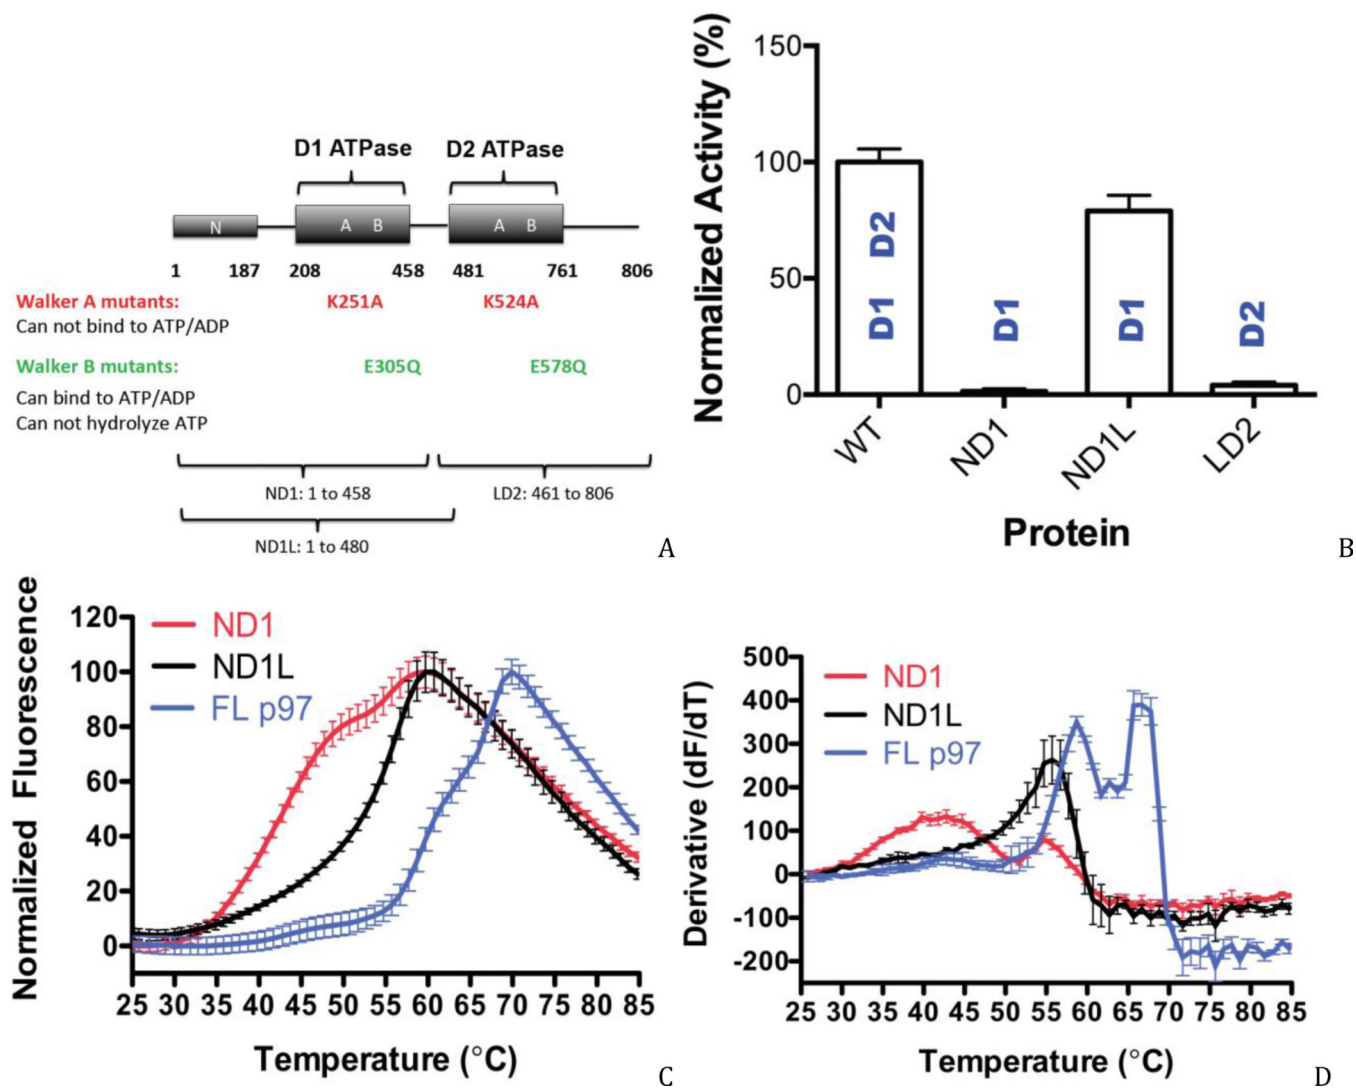 D1 ATPase D2 ATPase
N A B A B
1 187 208 458 481 761 806
Walker A mutants: K251A K524A
Can not bind to ATP/ADP
Walker B mutants: E305Q E578Q
Can bind to ATP/ADP
Can not hydrolyze ATP
ND1: 1 to 458 LD2: 461 to 806
ND1L: 1 to 480
A
Normalized Activity (%)
150
100
50
0
D1 D2
D1
D1
D2
WT ND1 ND1L LD2
Protein
B
Normalized Fluorescence
120
100
80
60
40
20
0
ND1
ND1L
FL p97
25 30 35 40 45 50 55 60 65 70 75 80 85
Temperature (°C)
C
Derivative (dF/dT)
500
400
300
200
100
0
-100
-200
ND1
ND1L
FL p97
25 30 35 40 45 50 55 60 65 70 75 80 85
Temperature (°C)
D